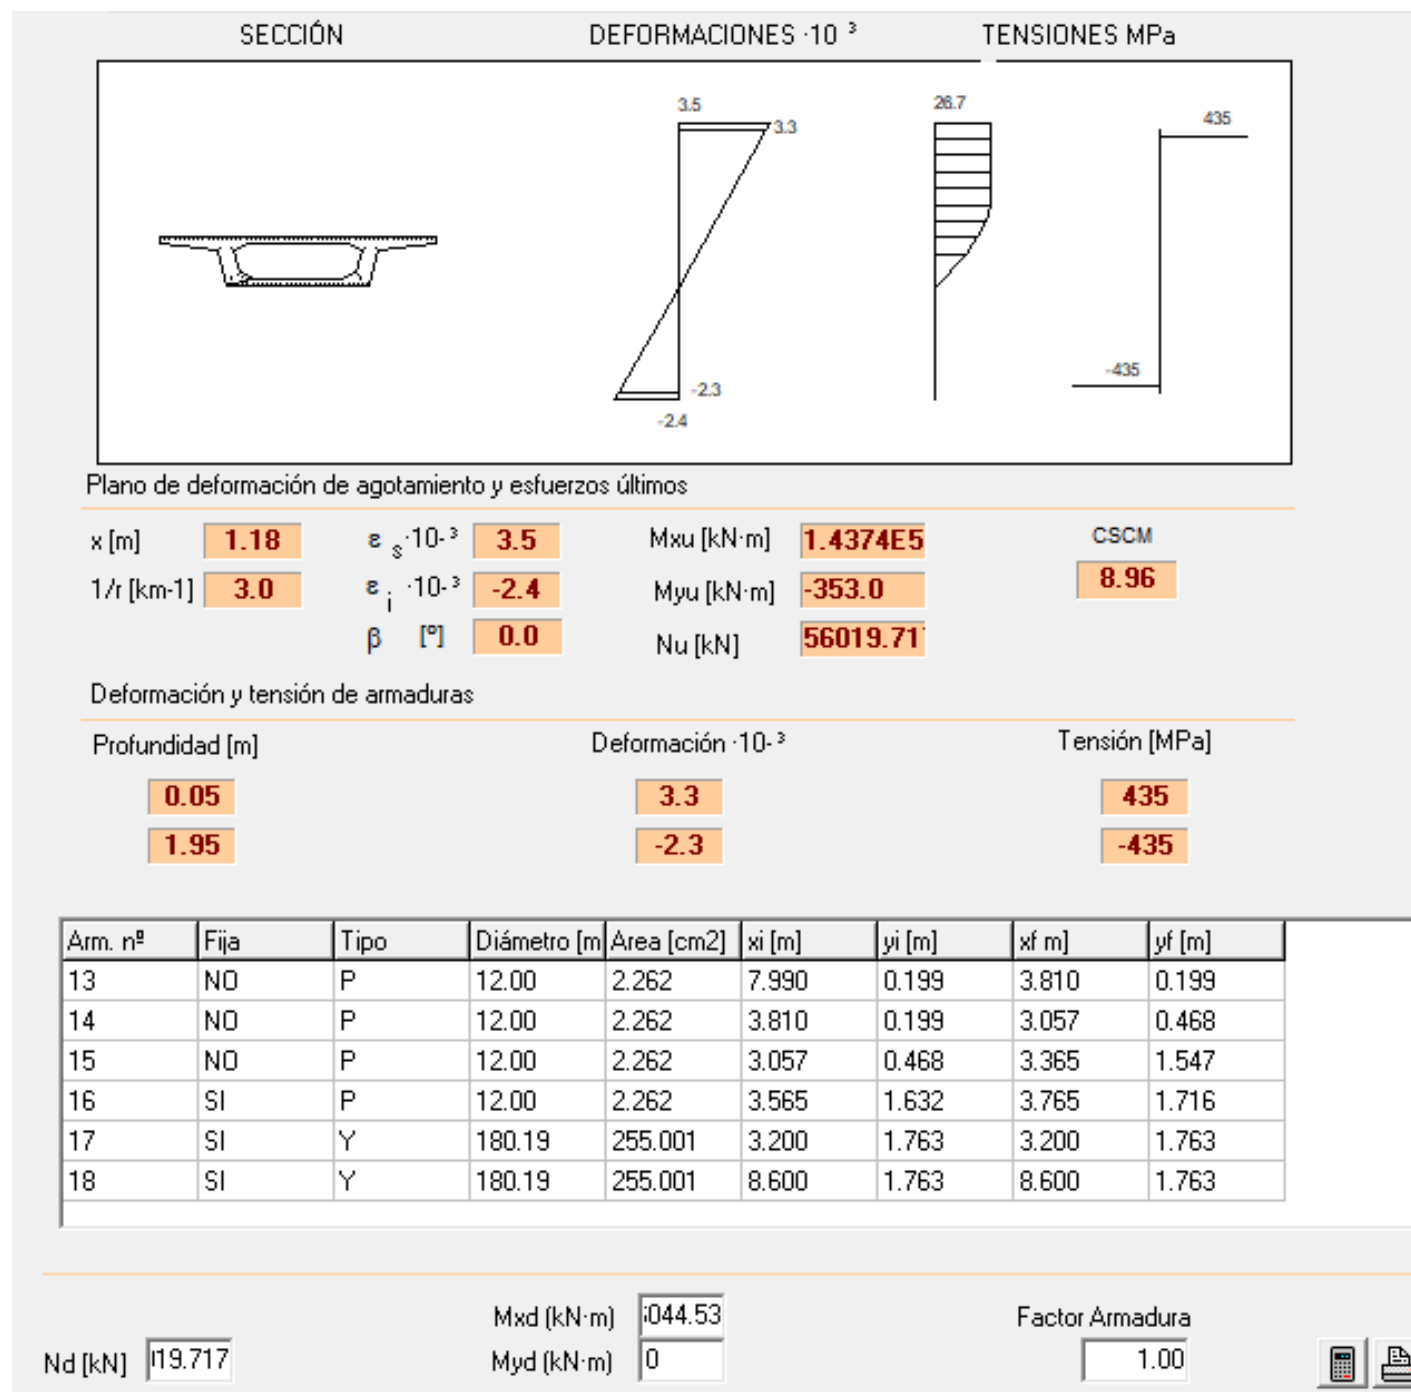 SECCIÓN DEFORMACIONES ·10 ³ TENSIONES MPa
3.5 26.7
3.3 435
-2.3 -435
-2.4
Plano de deformación de agotamiento y esfuerzos últimos
x [m] 1.18 ε s ·10- ³ 3.5 Mxu [kN·m] 1.4374E5 CSCM
1/r [km-1] 3.0 ε i ·10- ³ -2.4 Myu [kN·m] -353.0 8.96
β [º] 0.0 Nu [kN] 56019.71
Deformación y tensión de armaduras
Profundidad [m] Deformación ·10- ³ Tensión [MPa]
0.05 3.3 435
1.95 -2.3 -435
Arm. nº Fija Tipo Diámetro [m Area [cm2] xi [m] yi [m] xf m] yf [m]
13 NO P 12.00 2.262 7.990 0.199 3.810 0.199
14 NO P 12.00 2.262 3.810 0.199 3.057 0.468
15 NO P 12.00 2.262 3.057 0.468 3.365 1.547
16 SI P 12.00 2.262 3.565 1.632 3.765 1.716
17 SI Y 180.19 255.001 3.200 1.763 3.200 1.763
18 SI Y 180.19 255.001 8.600 1.763 8.600 1.763
Mxd (kN·m) 044.53 Factor Armadura
Nd [kN] 19.717 Myd (kN·m) 0 1.00